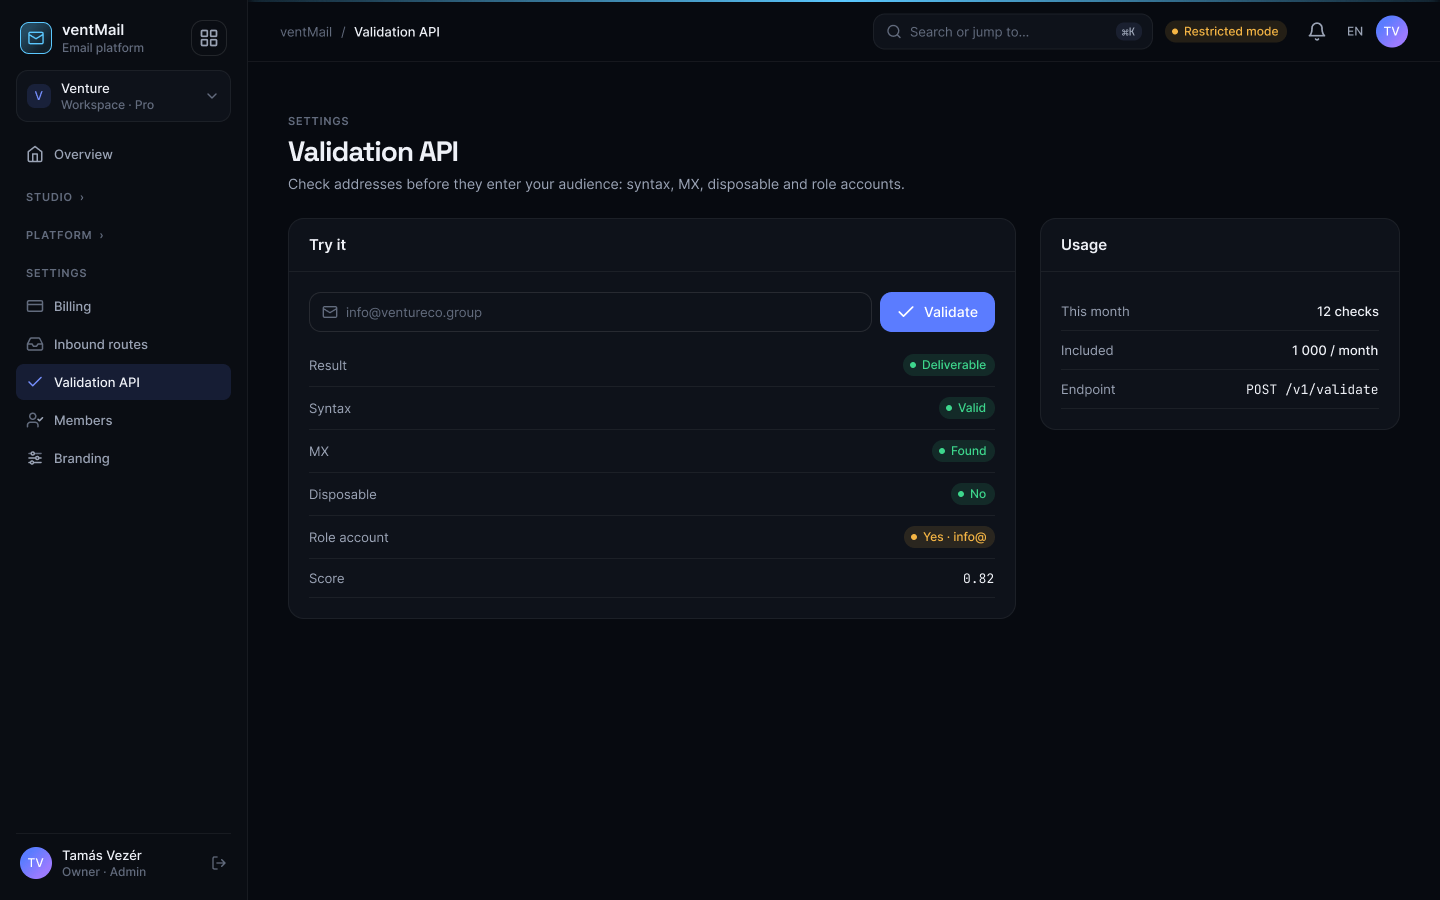 ventMail
Email platform
V
Venture
Workspace · Pro
Overview
STUDIO ›
PLATFORM ›
SETTINGS
Billing
Inbound routes
Validation API
Members
Branding
TV
Tamás Vezér
Owner · Admin
ventMail / Validation API
Search or jump to...
⌘K
Restricted mode
EN
TV
SETTINGS
Validation API
Check addresses before they enter your audience: syntax, MX, disposable and role accounts.
Try it
info@ventureco.group
Validate
Result Deliverable
Syntax Valid
MX Found
Disposable No
Role account Yes · info@
Score 0.82
Usage
This month 12 checks
Included 1 000 / month
Endpoint POST /v1/validate